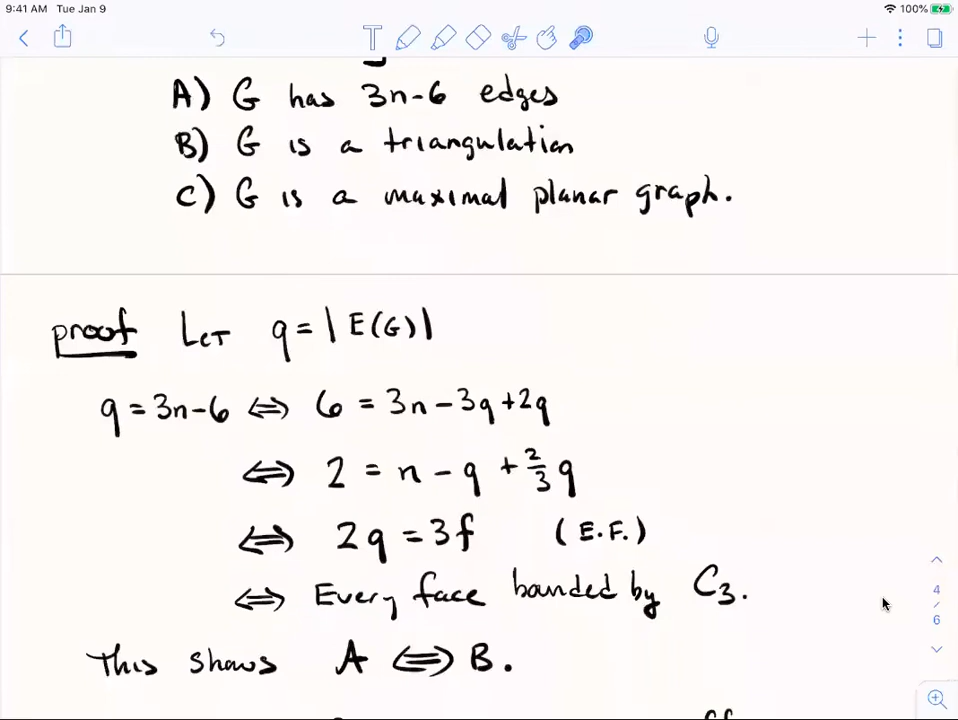 9:41 AM Tue Jan 9
100%
A) G has 3n-6 edges
B) G is a triangulation
C) G is a maximal planar graph.
proof Let q = |E(G)|
q = 3n-6 ⇔ 6 = 3n - 3q + 2q
⇔ 2 = n - q + 2/3 q
⇔ 2q = 3f (E.F.)
⇔ Every face bounded by C₃.
This shows A ⇔ B.
4
/
6